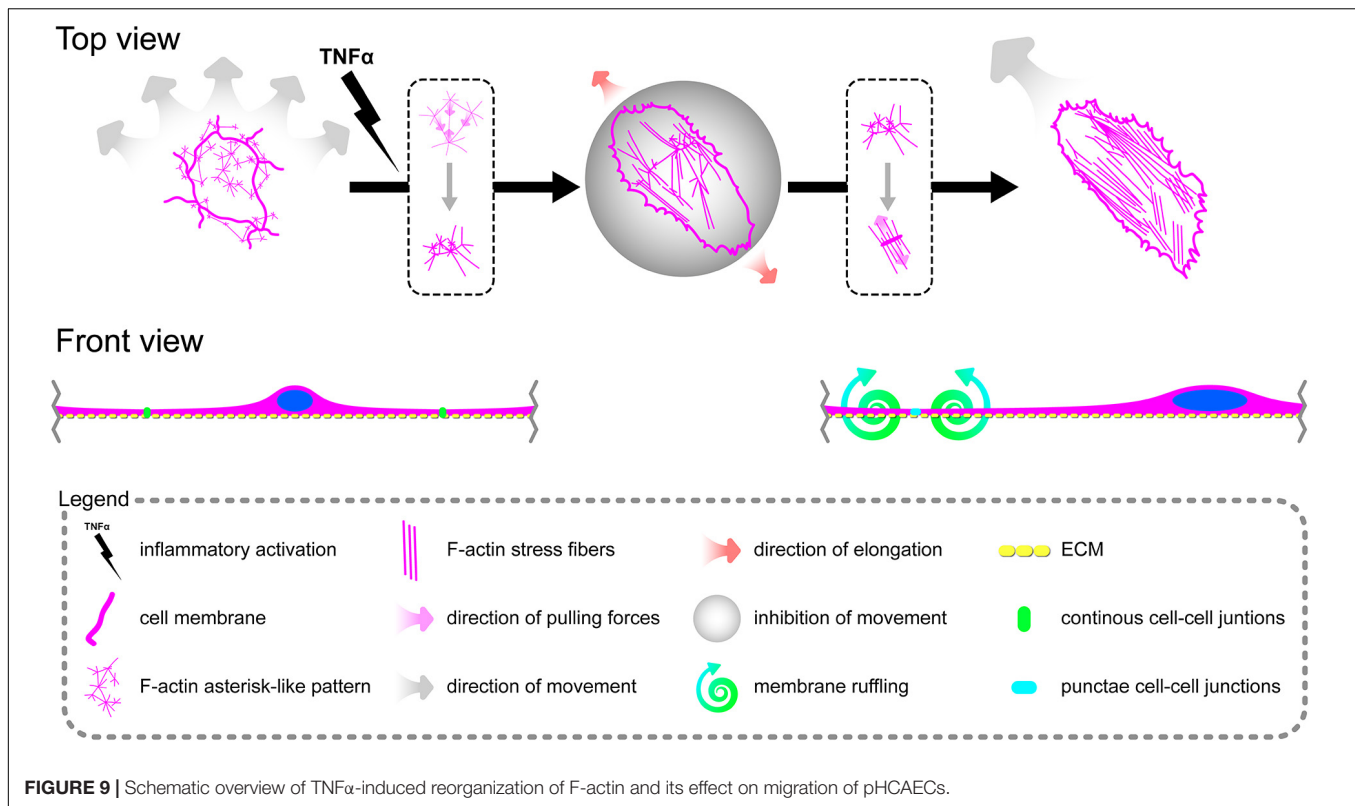 Top view
TNFα
Front view
Legend
TNFα
inflammatory activation
F-actin stress fibers
direction of elongation
ECM
cell membrane
direction of pulling forces
inhibition of movement
continous cell-cell juntions
F-actin asterisk-like pattern
direction of movement
membrane ruffling
punctae cell-cell junctions
FIGURE 9 | Schematic overview of TNFα-induced reorganization of F-actin and its effect on migration of pHCAECs.